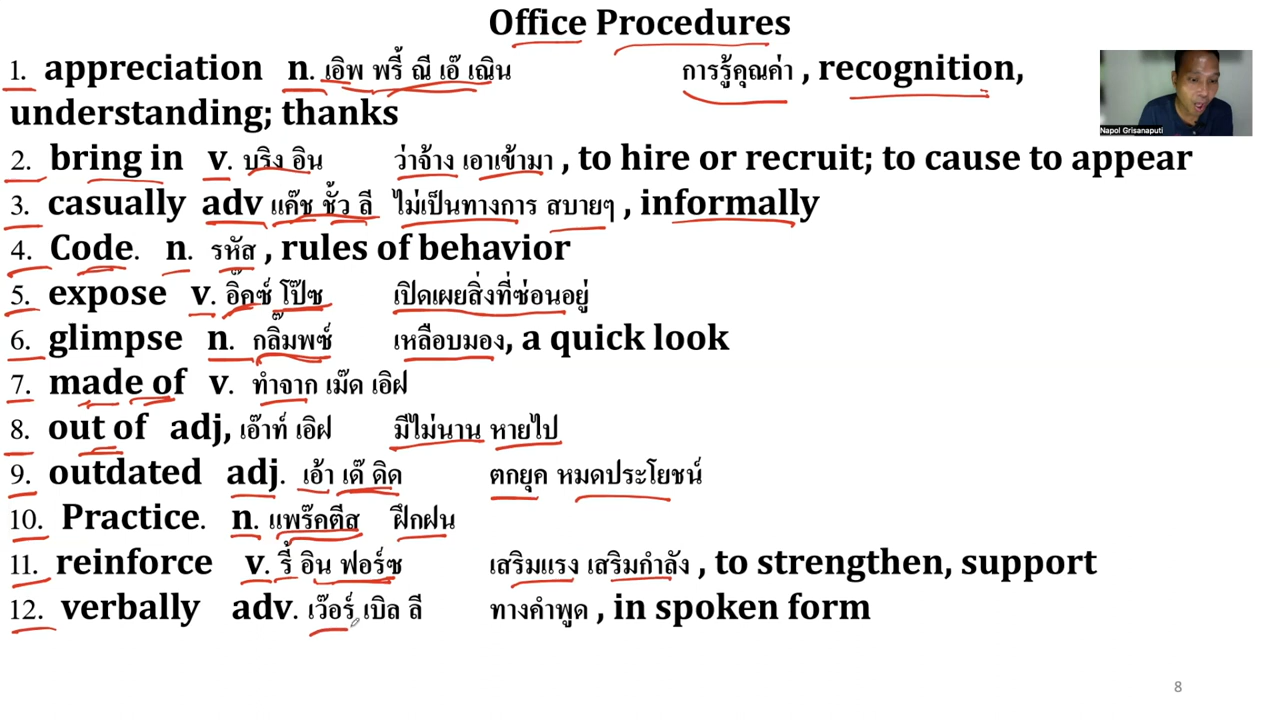 Office Procedures
1. appreciation n. เอิพ พรี้ ณี เอ๊ เณิน การรู้คุณค่า , recognition,
understanding; thanks
2. bring in v. บริง อิน ว่าจ้าง เอาเข้ามา , to hire or recruit; to cause to appear
3. casually adv แค๊ช ชั้ว ลี ไม่เป็นทางการ สบายๆ , informally
4. Code. n. รหัส , rules of behavior
5. expose v. อิ๊คซ์ โป๊ซ เปิดเผยสิ่งที่ซ่อนอยู่
6. glimpse n. กลิ๊มพซ์ เหลือบมอง, a quick look
7. made of v. ทำจาก เม๊ด เอิฝ
8. out of adj, เอ๊าท์ เอิฝ มีไม่นาน หายไป
9. outdated adj. เอ้า เด๊ ดิด ตกยุค หมดประโยชน์
10. Practice. n. แพร๊คตีส ฝึกฝน
11. reinforce v. รี้ อิน ฟอร์ซ เสริมแรง เสริมกำลัง , to strengthen, support
12. verbally adv. เว๊อร์ เบิล ลี ทางคำพูด , in spoken form
Napol Grisanaputi
8